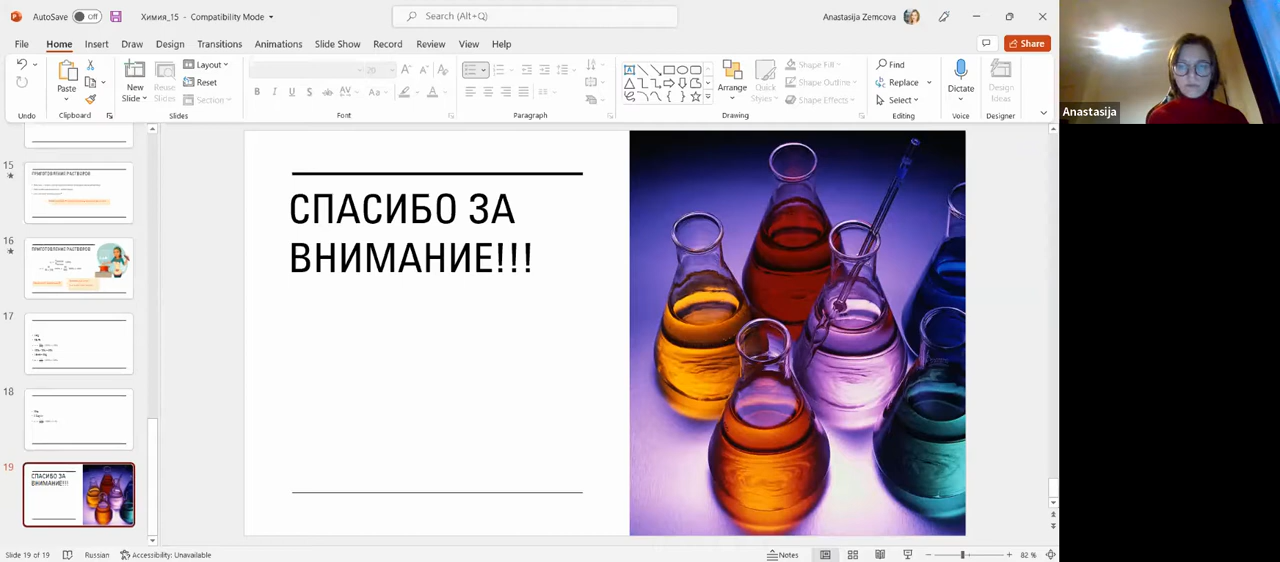 AutoSave Off Химия_15 - Compatibility Mode Search (Alt+Q) Anastasija Zemcova
File Home Insert Draw Design Transitions Animations Slide Show Record Review View Help Share
Paste
New Slide
Reuse Slides
Layout
Reset
Section
20
Arrange
Quick Styles
Shape Fill
Shape Outline
Shape Effects
Find
Replace
Select
Dictate
Design Ideas
Undo Clipboard Slides Font Paragraph Drawing Editing Voice Designer
Anastasija
15
ПРИГОТОВЛЕНИЕ РАСТВОРОВ
16
ПРИГОТОВЛЕНИЕ РАСТВОРОВ
17
18
19
СПАСИБО ЗА
ВНИМАНИЕ!!!
СПАСИБО ЗА
ВНИМАНИЕ!!!
Slide 19 of 19 Russian Accessibility: Unavailable Notes 82 %